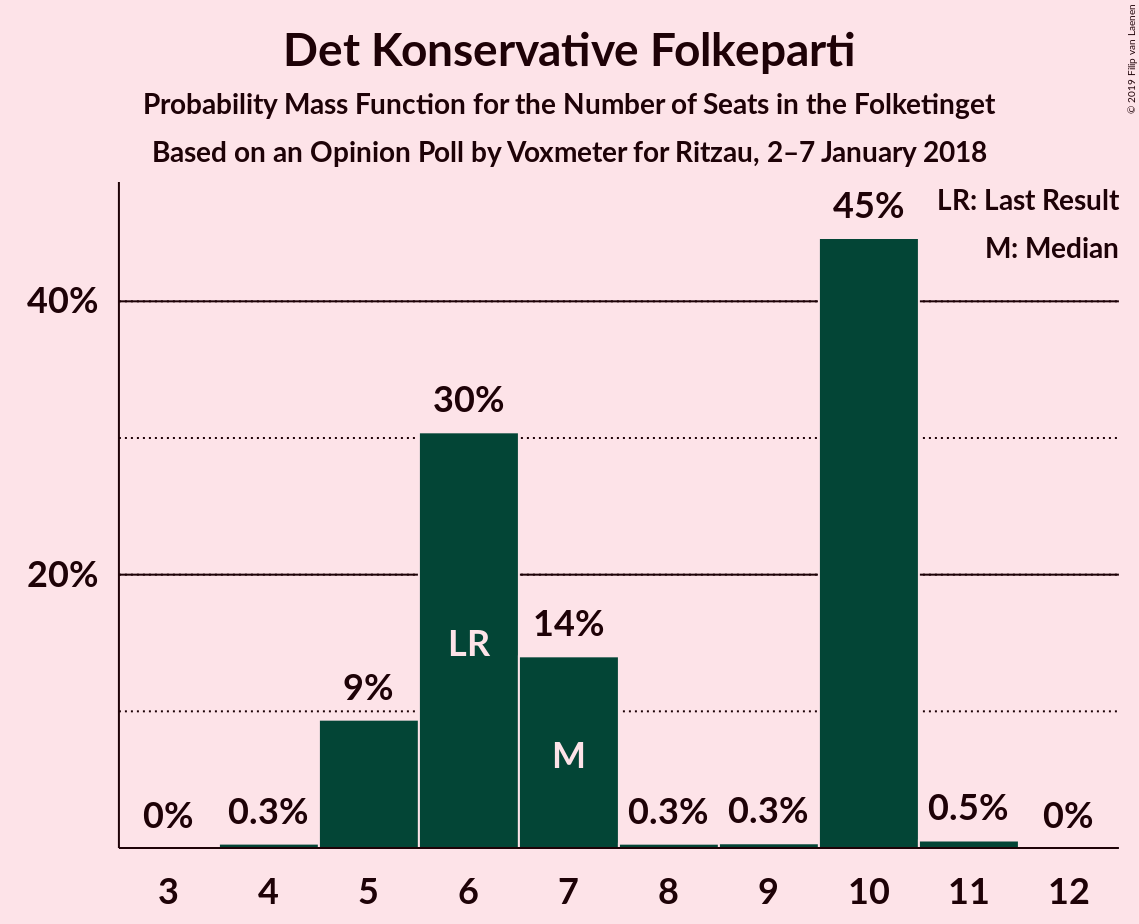 Det Konservative Folkeparti
Probability Mass Function for the Number of Seats in the Folketinget
Based on an Opinion Poll by Voxmeter for Ritzau, 2–7 January 2018
© 2019 Filip van Laenen
LR: Last Result
M: Median
40%
20%
0%
0.3%
9%
30%
14%
0.3%
0.3%
45%
0.5%
0%
LR
M
3 4 5 6 7 8 9 10 11 12